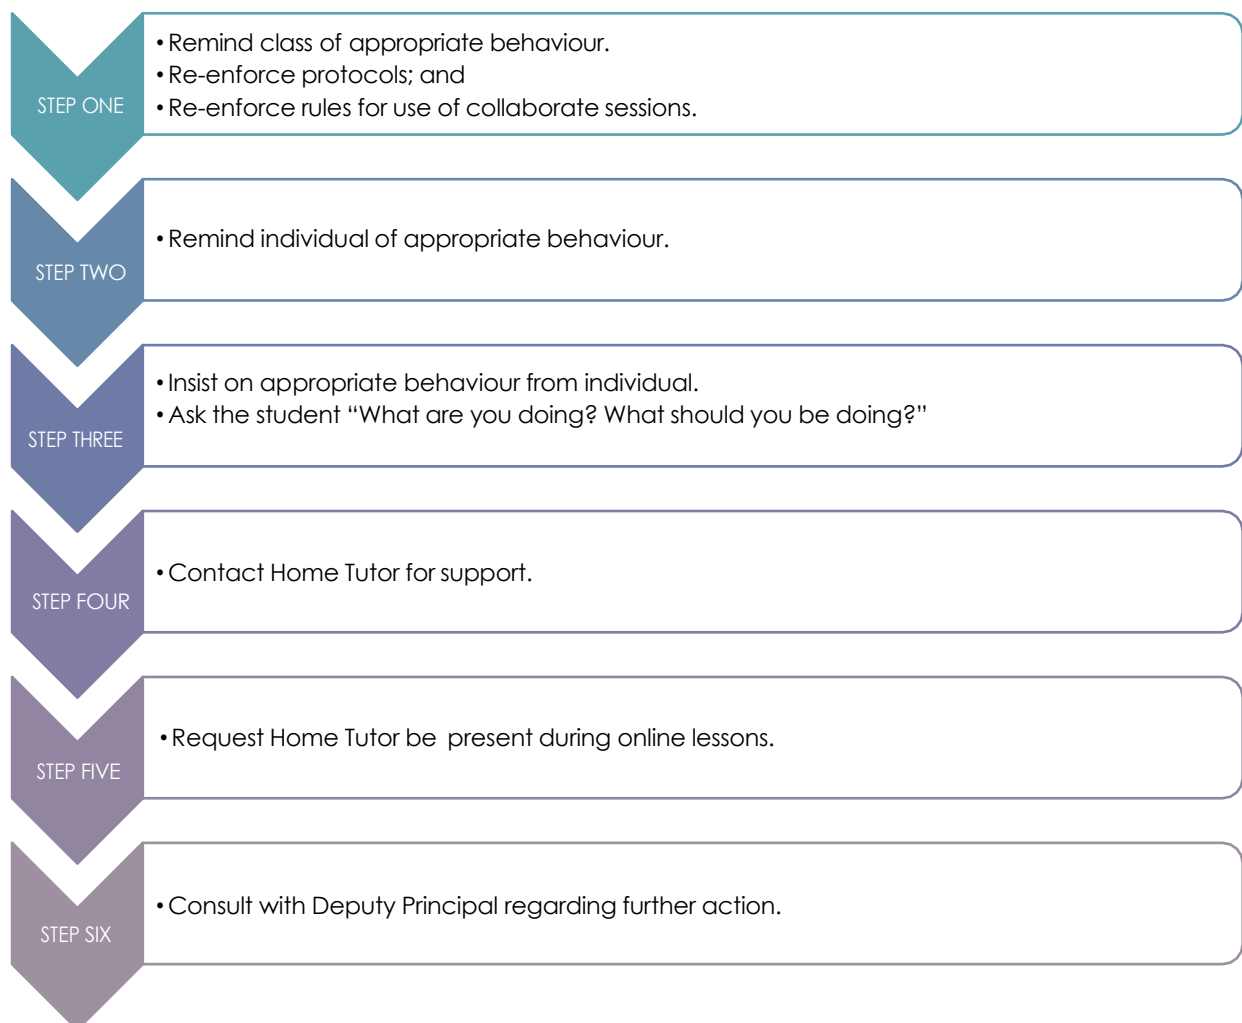 STEP ONE
• Remind class of appropriate behaviour.
• Re-enforce protocols; and
• Re-enforce rules for use of collaborate sessions.
STEP TWO
• Remind individual of appropriate behaviour.
STEP THREE
• Insist on appropriate behaviour from individual.
• Ask the student “What are you doing? What should you be doing?”
STEP FOUR
• Contact Home Tutor for support.
STEP FIVE
• Request Home Tutor be present during online lessons.
STEP SIX
• Consult with Deputy Principal regarding further action.